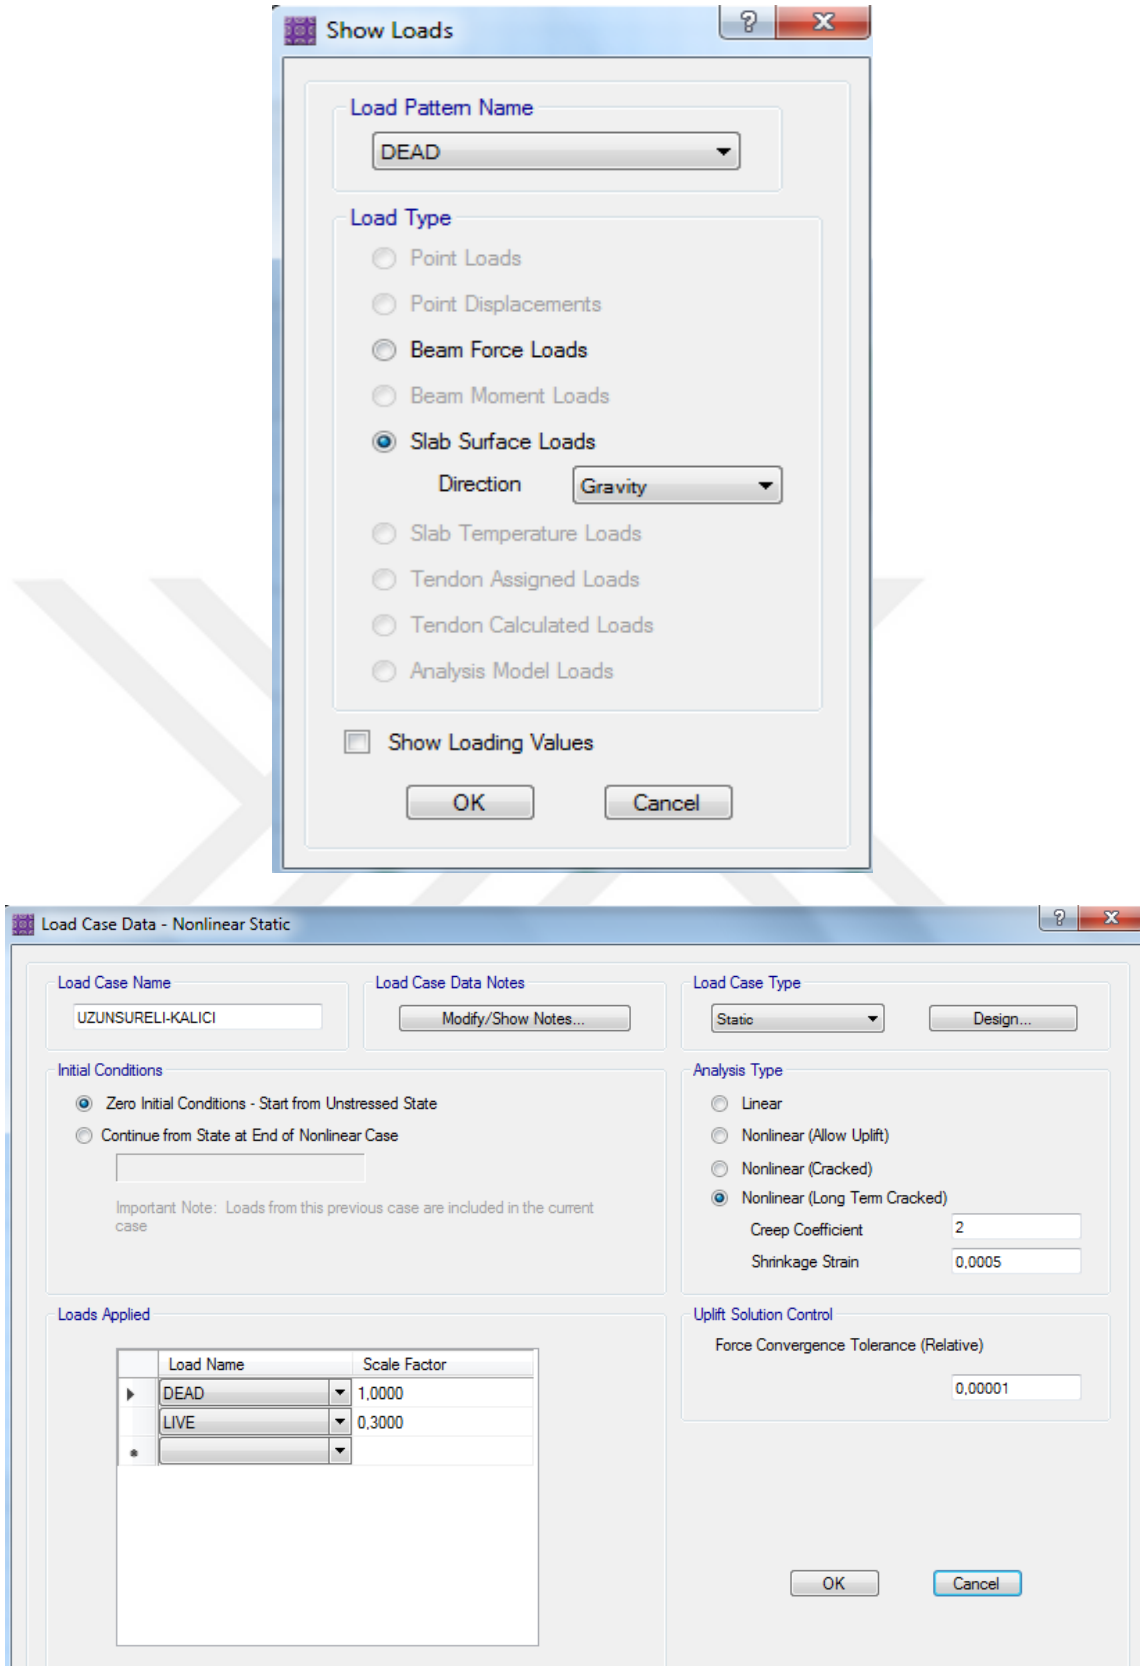 Show Loads
Load Pattern Name
DEAD
Load Type
Point Loads
Point Displacements
Beam Force Loads
Beam Moment Loads
Slab Surface Loads
Direction Gravity
Slab Temperature Loads
Tendon Assigned Loads
Tendon Calculated Loads
Analysis Model Loads
Show Loading Values
OK Cancel
Load Case Data - Nonlinear Static
Load Case Name Load Case Data Notes Load Case Type
UZUNSURELI-KALICI Modify/Show Notes... Static Design...
Initial Conditions Analysis Type
Zero Initial Conditions - Start from Unstressed State Linear
Continue from State at End of Nonlinear Case Nonlinear (Allow Uplift)
Nonlinear (Cracked)
Nonlinear (Long Term Cracked)
Important Note: Loads from this previous case are included in the current
case
Creep Coefficient 2
Shrinkage Strain 0,0005
Loads Applied Uplift Solution Control
Force Convergence Tolerance (Relative)
0,00001
Load Name Scale Factor
DEAD 1,0000
LIVE 0,3000
*
OK Cancel